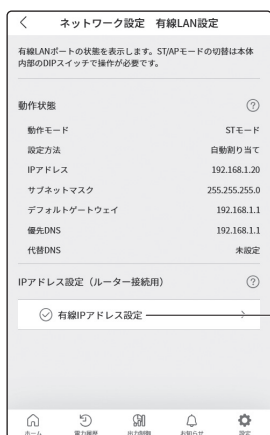 ネットワーク設定 有線LAN設定
有線LANポートの状態を表示します。ST/APモードの切替は本体
内部のDIPスイッチで操作が必要です。
動作状態 ?
動作モード STモード
設定方法 自動割り当て
IPアドレス 192.168.1.20
サブネットマスク 255.255.255.0
デフォルトゲートウェイ 192.168.1.1
優先DNS 192.168.1.1
代替DNS 未設定
IPアドレス設定（ルーター接続用） ?
有線IPアドレス設定
ホーム 電力履歴 出力制御 お知らせ 設定